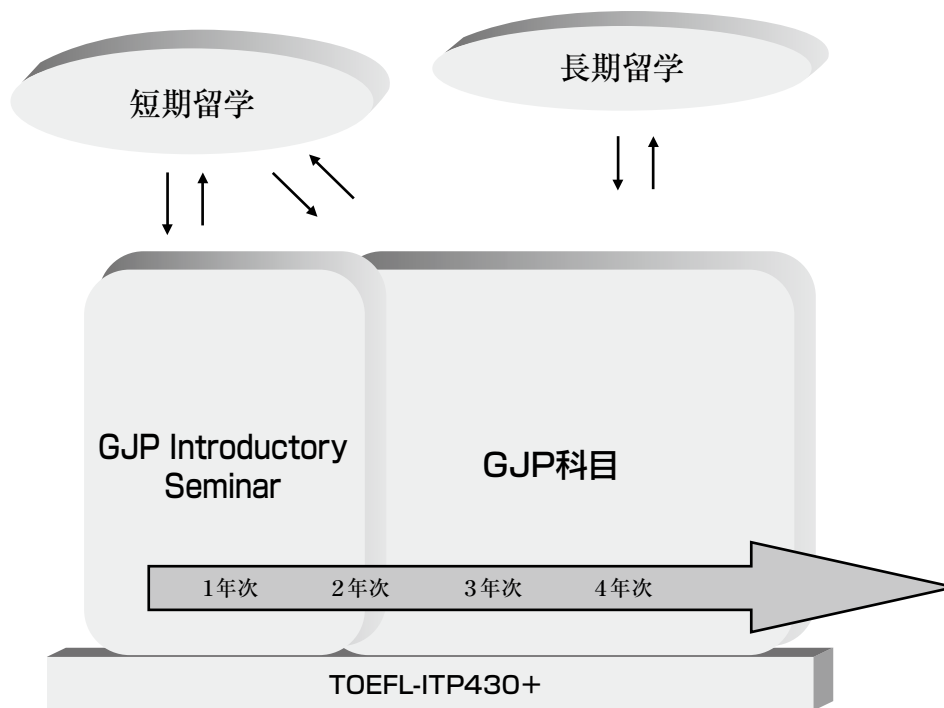 短期留学
長期留学
GJP Introductory
Seminar
GJP科目
1年次 2年次 3年次 4年次
TOEFL-ITP430+